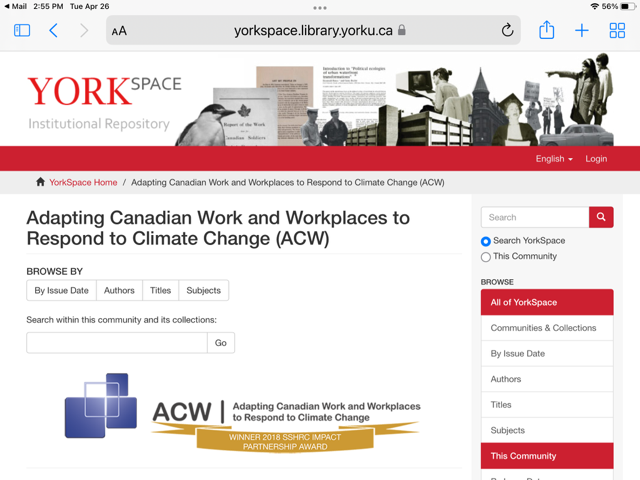 Mail 2:55 PM Tue Apr 26
56%
AA
yorkspace.library.yorku.ca
YORKSPACE
Institutional Repository
Report of the Work
Canadian Soldiers
Introduction to "Political ecologies
of urban waterfront
transformations"
English
Login
YorkSpace Home / Adapting Canadian Work and Workplaces to Respond to Climate Change (ACW)
Adapting Canadian Work and Workplaces to
Respond to Climate Change (ACW)
BROWSE BY
By Issue Date
Authors
Titles
Subjects
Search within this community and its collections:
Go
ACW | Adapting Canadian Work and Workplaces
to Respond to Climate Change
WINNER 2018 SSHRC IMPACT
PARTNERSHIP AWARD
Search
Search YorkSpace
This Community
BROWSE
All of YorkSpace
Communities & Collections
By Issue Date
Authors
Titles
Subjects
This Community